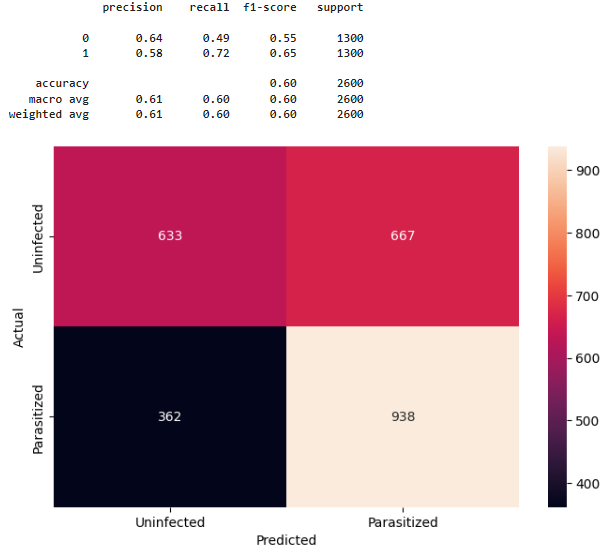 precision recall f1-score support
0 0.64 0.49 0.55 1300
1 0.58 0.72 0.65 1300
accuracy 0.60 2600
macro avg 0.61 0.60 0.60 2600
weighted avg 0.61 0.60 0.60 2600
Actual
Uninfected
633 667
Parasitized
362 938
Uninfected Parasitized
Predicted
900
800
700
600
500
400